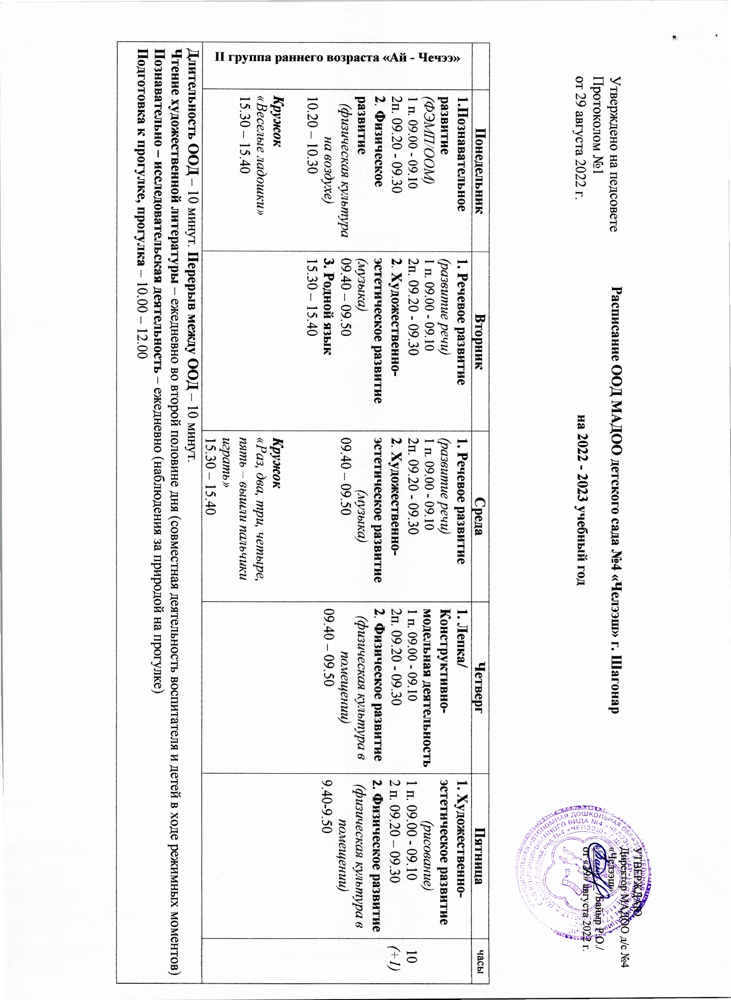 Утверждено на педсовете
Протоколом №1
от 29 августа 2022 г.
УТВЕРЖДАЮ
Директор МАДОО д/с №4
«Челээш»
/Байыр Р.О./
от «29» августа 2022 г.
Расписание ООД МАДОО детского сада №4 «Челээш» г. Шагонар
на 2022 - 2023 учебный год
Понедельник
Вторник
Среда
Четверг
Пятница
часы
II группа раннего возраста «Ай - Чечээ»
1.Познавательное
развитие
(ФЭМП/ООМ)
1 п. 09.00 - 09.10
2п. 09.20 - 09.30
2. Физическое
развитие
(физическая культура
на воздухе)
10.20 – 10.30
Кружок
«Веселые ладошки»
15.30 – 15.40
1. Речевое развитие
(развитие речи)
1 п. 09.00 - 09.10
2п. 09.20 - 09.30
2. Художественно-
эстетическое развитие
(музыка)
09.40 – 09.50
3. Родной язык
15.30 – 15.40
1. Речевое развитие
(развитие речи)
1 п. 09.00 - 09.10
2п. 09.20 - 09.30
2. Художественно-
эстетическое развитие
(музыка)
09.40 – 09.50
Кружок
«Раз, два, три, четыре,
пять – вышли пальчики
играть»
15.30 – 15.40
1. Лепка/
Конструктивно-
модельная деятельность
1 п. 09.00 - 09.10
2п. 09.20 - 09.30
2. Физическое развитие
(физическая культура в
помещении)
09.40 – 09.50
1. Художественно-
эстетическое развитие
(рисование)
1 п. 09.00 - 09.10
2 п. 09.20 – 09.30
2. Физическое развитие
(физическая культура в
помещении)
9.40-9.50
10
(+1)
Длительность ООД – 10 минут. Перерыв между ООД – 10 минут.
Чтение художественной литературы – ежедневно во второй половине дня (совместная деятельность воспитателя и детей в ходе режимных моментов)
Познавательно – исследовательская деятельность – ежедневно (наблюдения за природой на прогулке)
Подготовка к прогулке, прогулка – 10.00 – 12.00